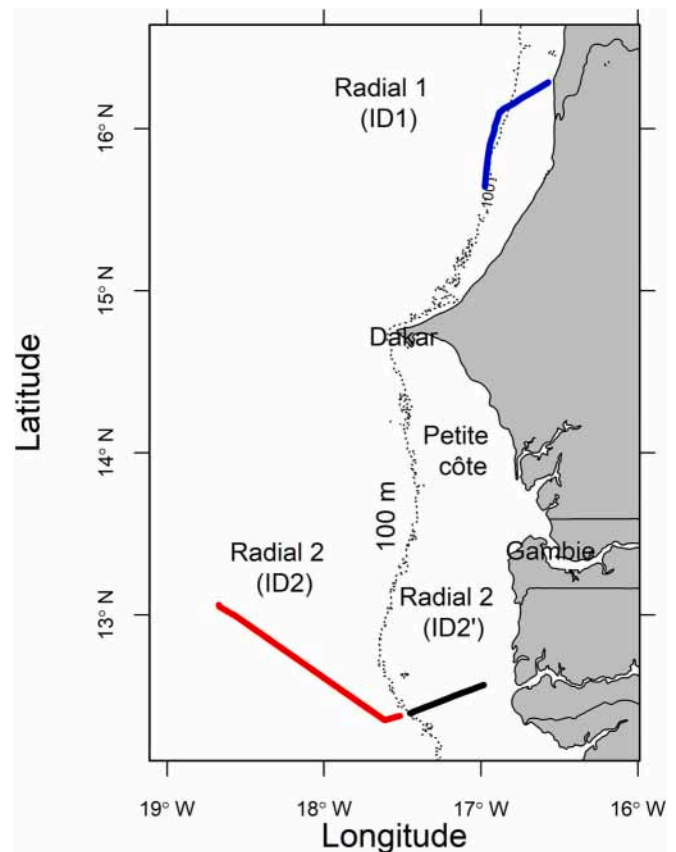 Radial 1
(ID1)
16° N
-100
15° N
Dakar
Latitude
14° N
Petite
côte
100 m
Radial 2
(ID2)
Gambie
Radial 2
(ID2')
13° N
19° W
18° W
17° W
16° W
Longitude